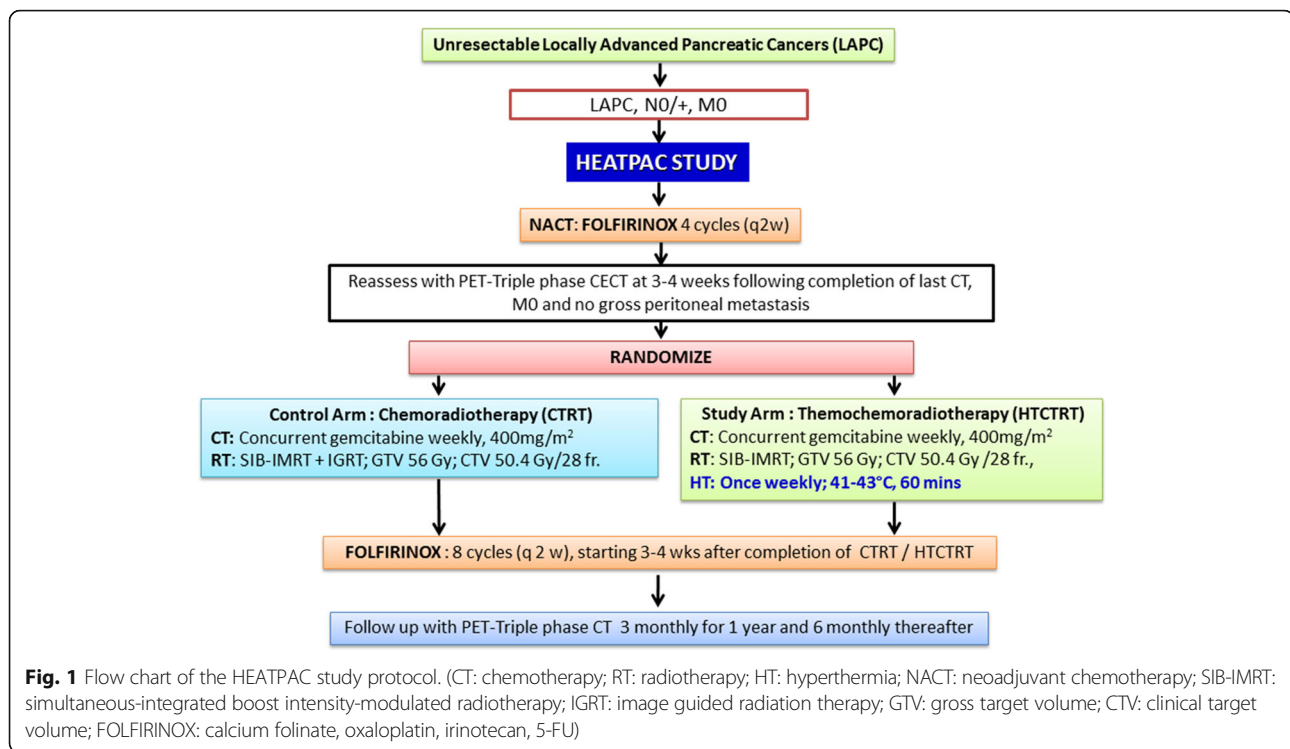 Unresectable Locally Advanced Pancreatic Cancers (LAPC)
LAPC, N0/+, M0
HEATPAC STUDY
NACT: FOLFIRINOX 4 cycles (q2w)
Reassess with PET-Triple phase CECT at 3-4 weeks following completion of last CT,
M0 and no gross peritoneal metastasis
RANDOMIZE
Control Arm : Chemoradiotherapy (CTRT)
CT: Concurrent gemcitabine weekly, 400mg/m²
RT: SIB-IMRT + IGRT; GTV 56 Gy; CTV 50.4 Gy/28 fr.
Study Arm : Themochemoradiotherapy (HTCTRT)
CT: Concurrent gemcitabine weekly, 400mg/m²
RT: SIB-IMRT; GTV 56 Gy; CTV 50.4 Gy /28 fr.,
HT: Once weekly; 41-43°C, 60 mins
FOLFIRINOX : 8 cycles (q 2 w), starting 3-4 wks after completion of CTRT / HTCTRT
Follow up with PET-Triple phase CT 3 monthly for 1 year and 6 monthly thereafter
Fig. 1 Flow chart of the HEATPAC study protocol. (CT: chemotherapy; RT: radiotherapy; HT: hyperthermia; NACT: neoadjuvant chemotherapy; SIB-IMRT:
simultaneous-integrated boost intensity-modulated radiotherapy; IGRT: image guided radiation therapy; GTV: gross target volume; CTV: clinical target
volume; FOLFIRINOX: calcium folinate, oxaloplatin, irinotecan, 5-FU)